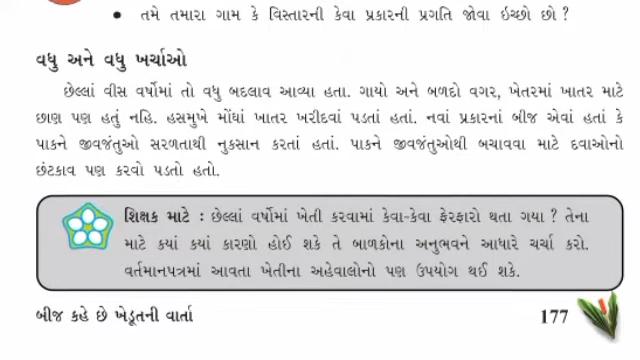 • તમે તમારા ગામ કે વિસ્તારની કેવા પ્રકારની પ્રગતિ જોવા ઇચ્છો છો ?
વધુ અને વધુ ખર્ચાઓ
છેલ્લાં વીસ વર્ષોમાં તો વધુ બદલાવ આવ્યા હતા. ગાયો અને બળદો વગર, ખેતરમાં ખાતર માટે
છાણ પણ હતું નહિ. હસમુખે મોંઘાં ખાતર ખરીદવાં પડતાં હતાં. નવાં પ્રકારનાં બીજ એવાં હતાં કે
પાકને જીવજંતુઓ સરળતાથી નુકસાન કરતાં હતાં. પાકને જીવજંતુઓથી બચાવવા માટે દવાઓનો
છંટકાવ પણ કરવો પડતો હતો.
શિક્ષક માટે : છેલ્લાં વર્ષોમાં ખેતી કરવામાં કેવા-કેવા ફેરફારો થતા ગયા ? તેના
માટે કયાં કયાં કારણો હોઈ શકે તે બાળકોના અનુભવને આધારે ચર્ચા કરો.
વર્તમાનપત્રમાં આવતા ખેતીના અહેવાલોનો પણ ઉપયોગ થઈ શકે.
બીજ કહે છે ખેડૂતની વાર્તા 177